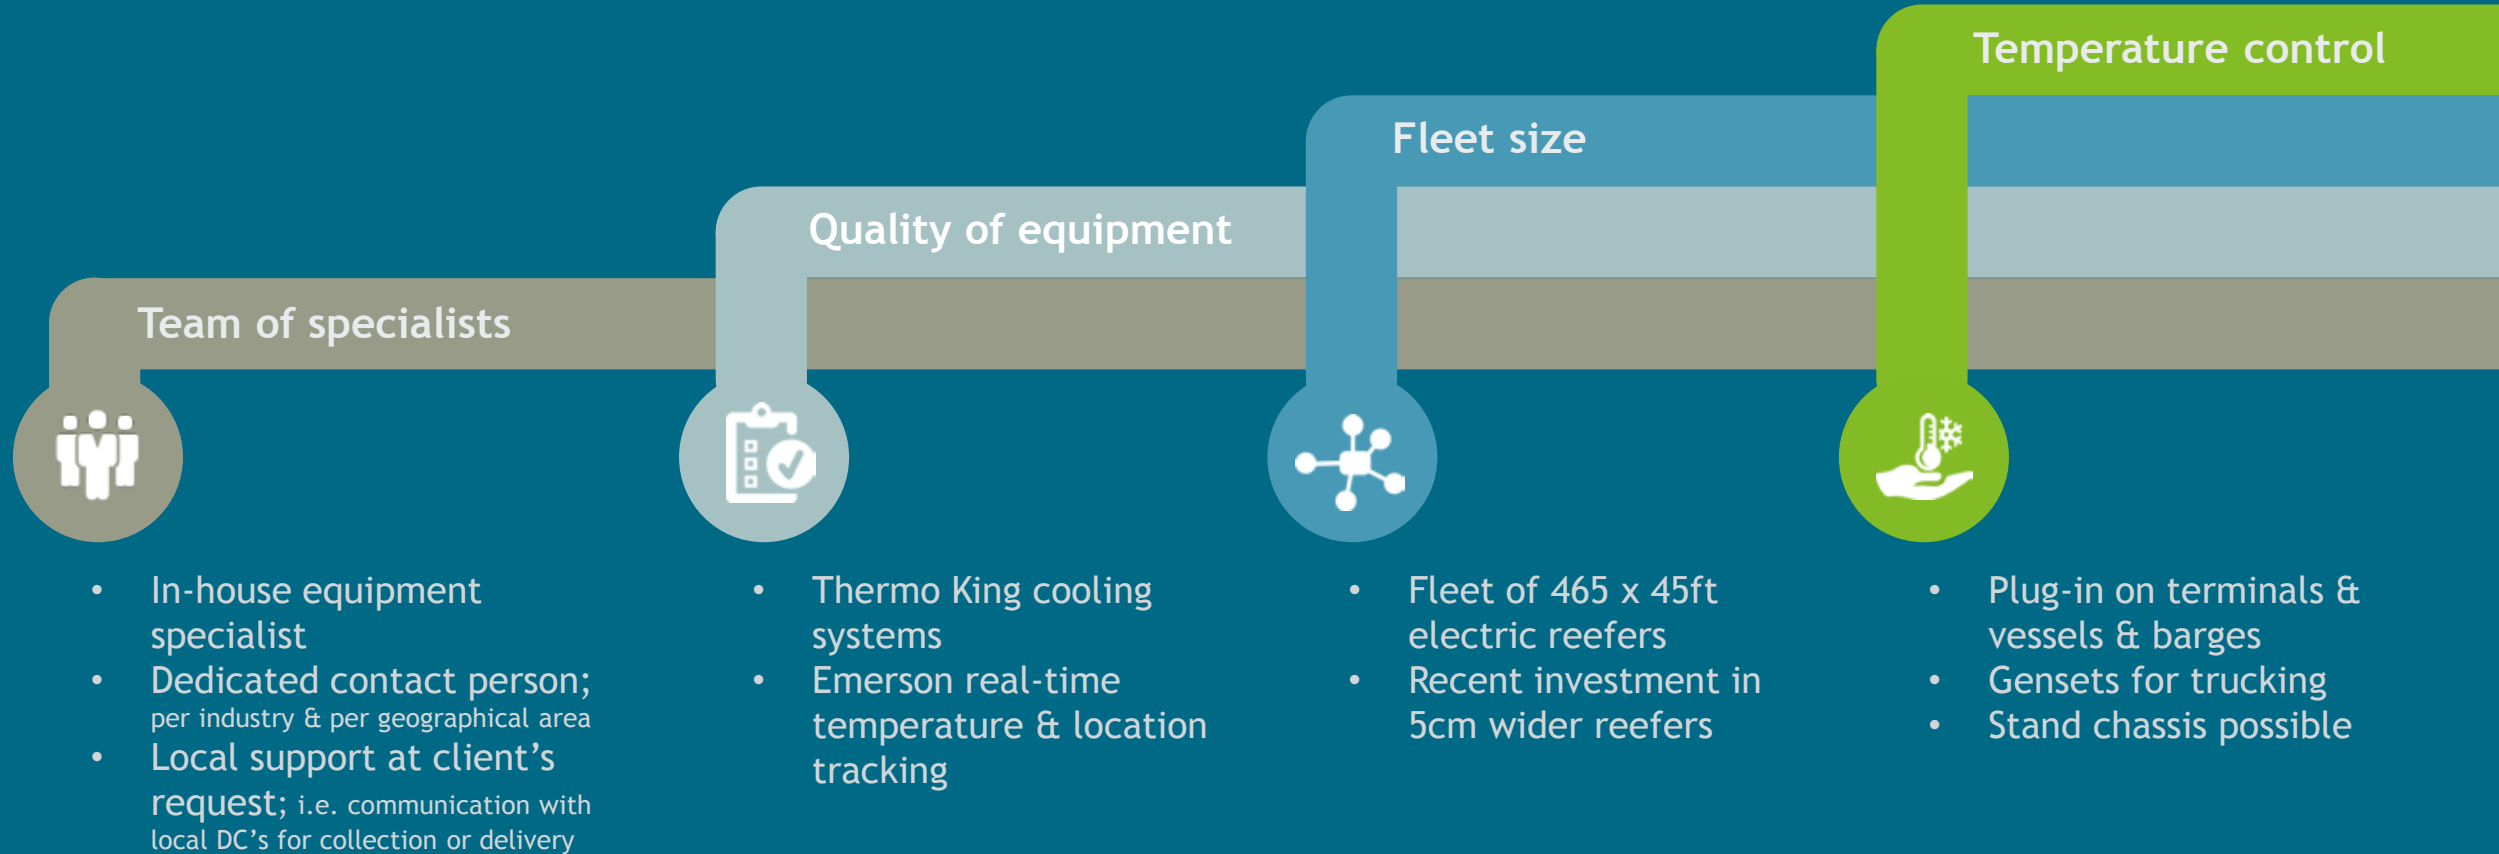 Temperature control
Fleet size
Quality of equipment
Team of specialists
• In-house equipment
specialist
• Dedicated contact person;
per industry & per geographical area
• Local support at client’s
request; i.e. communication with
local DC’s for collection or delivery
• Thermo King cooling
systems
• Emerson real-time
temperature & location
tracking
• Fleet of 465 x 45ft
electric reefers
• Recent investment in
5cm wider reefers
• Plug-in on terminals &
vessels & barges
• Gensets for trucking
• Stand chassis possible